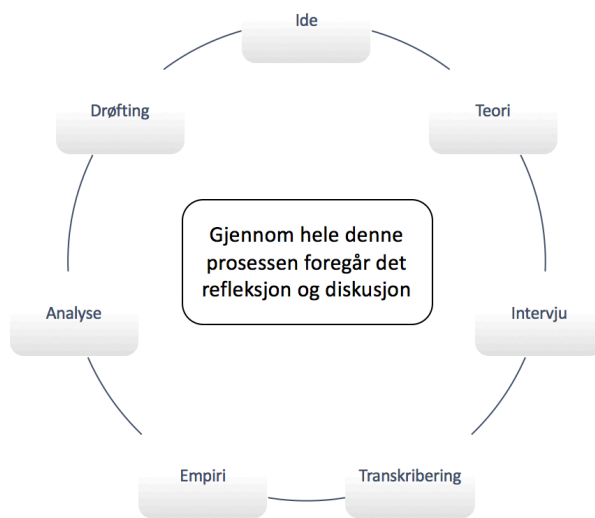 Ide
Teori
Intervju
Transkribering
Empiri
Analyse
Drøfting
Gjennom hele denne
prosessen foregår det
refleksjon og diskusjon